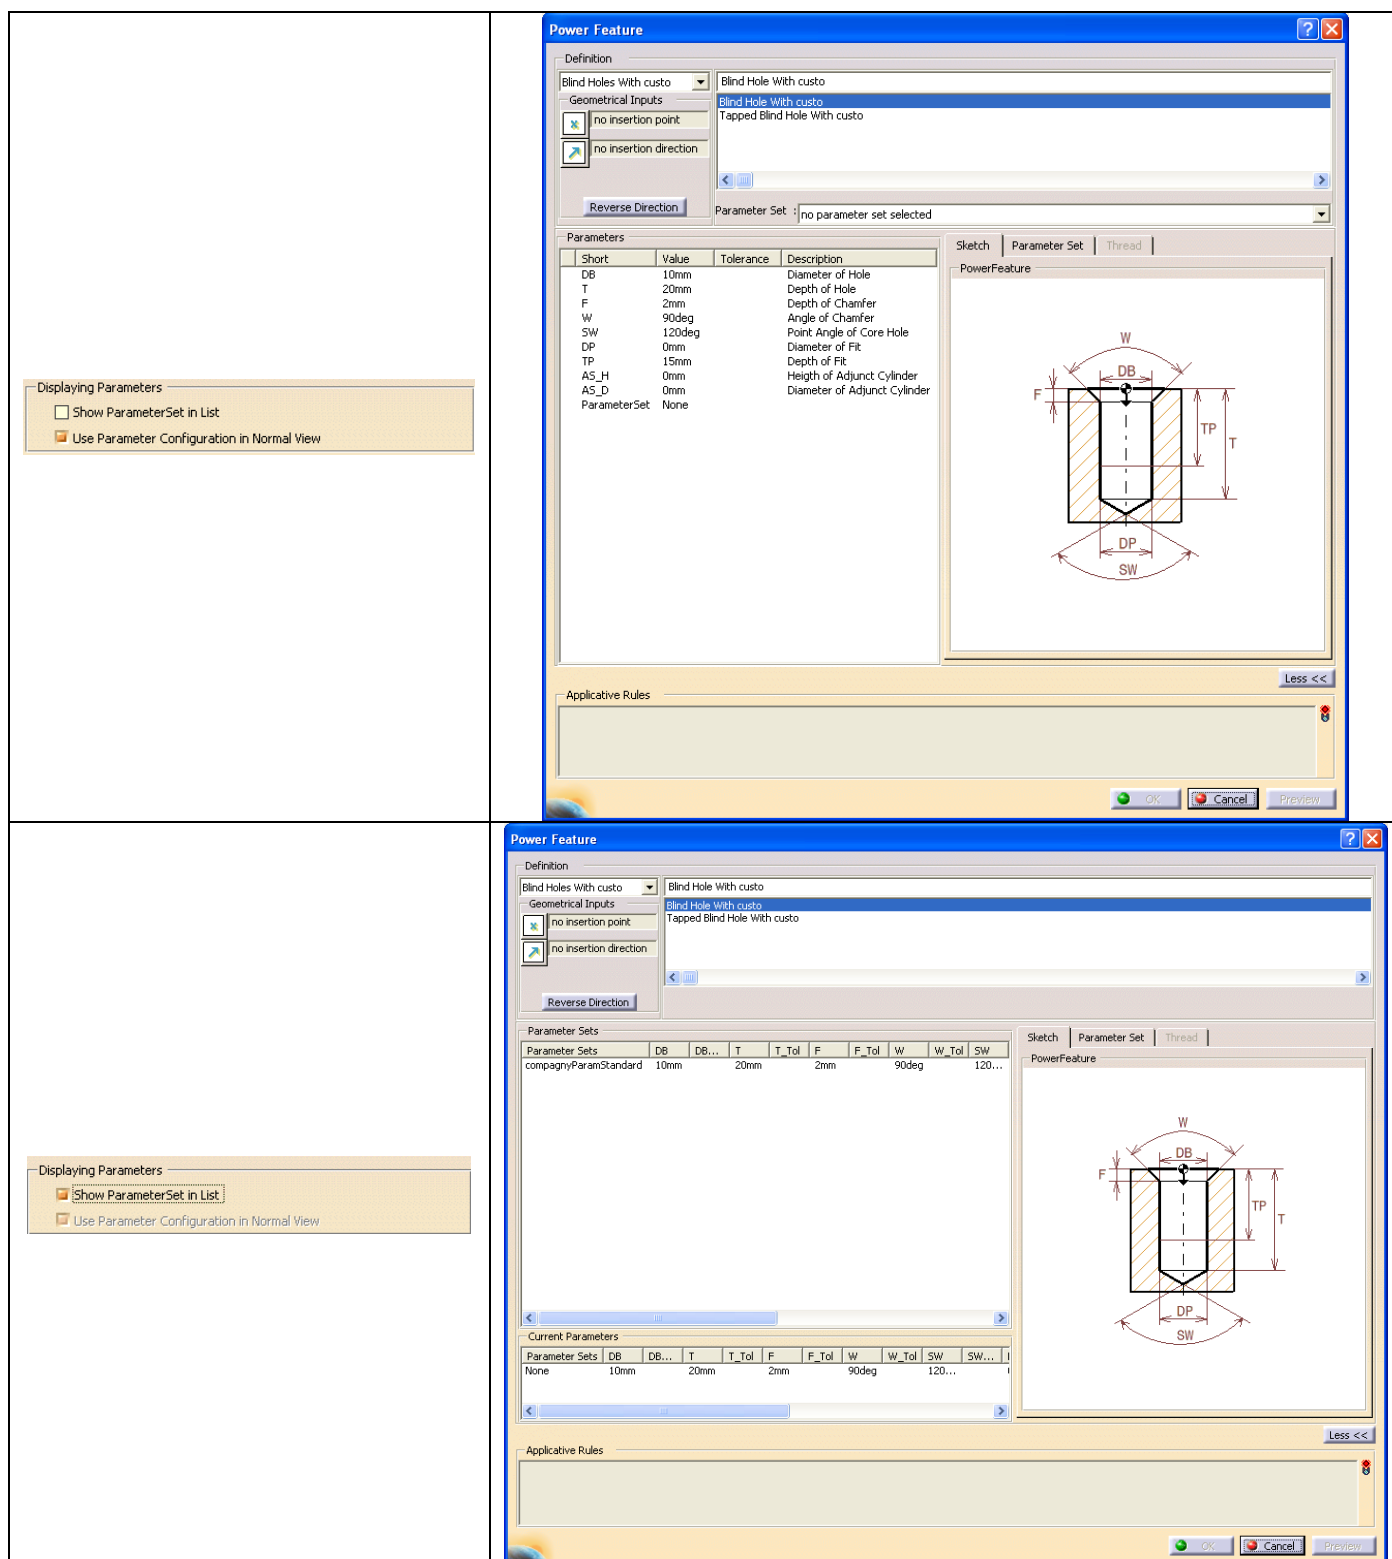 Displaying Parameters
Show ParameterSet in List
Use Parameter Configuration in Normal View
Power Feature
Definition
Blind Holes With custo
Blind Hole With custo
Geometrical Inputs
no insertion point
no insertion direction
Reverse Direction
Blind Hole With custo
Tapped Blind Hole With custo
Parameter Set : no parameter set selected
Parameters
Short Value Tolerance Description
DB 10mm Diameter of Hole
T 20mm Depth of Hole
F 2mm Depth of Chamfer
W 90deg Angle of Chamfer
SW 120deg Point Angle of Core Hole
DP 0mm Diameter of Fit
TP 15mm Depth of Fit
AS_H 0mm Heigth of Adjunct Cylinder
AS_D 0mm Diameter of Adjunct Cylinder
ParameterSet None
Sketch Parameter Set Thread
PowerFeature
W
DB
F
TP
T
DP
SW
Less <<
Applicative Rules
OK Cancel Preview
Displaying Parameters
Show ParameterSet in List
Use Parameter Configuration in Normal View
Power Feature
Definition
Blind Holes With custo
Blind Hole With custo
Geometrical Inputs
no insertion point
no insertion direction
Reverse Direction
Blind Hole With custo
Tapped Blind Hole With custo
Parameter Sets
Parameter Sets DB DB... T T_Tol F F_Tol W W_Tol SW
compagnyParamStandard 10mm 20mm 2mm 90deg 120...
Current Parameters
Parameter Sets DB DB... T T_Tol F F_Tol W W_Tol SW SW...
None 10mm 20mm 2mm 90deg 120...
Sketch Parameter Set Thread
PowerFeature
W
DB
F
TP
T
DP
SW
Less <<
Applicative Rules
OK Cancel Preview